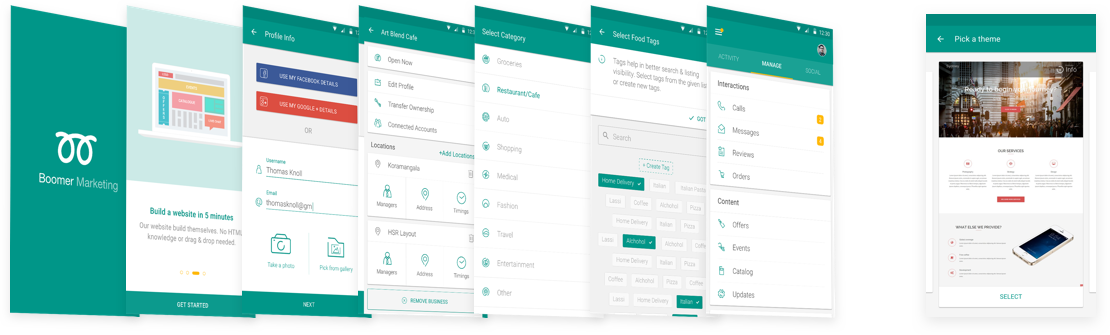 Boomer Marketing
Build a website in 5 minutes
Our website build themselves. No HTML
knowledge or drag & drop needed.
GET STARTED
Profile Info
USE MY FACEBOOK DETAILS
USE MY GOOGLE + DETAILS
OR
Username
Thomas Knoll
Email
thomasknoll@gm
Take a photo
Pick from gallery
NEXT
Art Blend Cafe
Open Now
Edit Profile
Transfer Ownership
Connected Accounts
Locations
+Add Locations
Koramangala
Managers
Address
Timings
HSR Layout
Managers
Address
Timings
REMOVE BUSINESS
Select Category
Groceries
Restaurant/Cafe
Auto
Shopping
Medical
Fashion
Travel
Entertainment
Other
Select Food Tags
Tags help in better search & listing
visibility. Select tags from the given
or create new tags.
GOT
Search
+ Create Tag
Home Delivery
Italian
Italian Pasta
Lassi
Coffee
Alchohol
Pizza
Home Delivery
Italian
Pizza
Lassi
Alchohol
Coffee
Home Delivery
Italian
Coffee
Alchohol
Pizza
Lassi
Home Delivery
Italian
12:30
ACTIVITY
MANAGE
SOCIAL
Interactions
Calls
Messages
Reviews
Orders
Content
Offers
Events
Catalog
Updates
Pick a theme
Info
Ready to begin your journey?
OUR SERVICES
WHAT ELSE WE PROVIDE?
SELECT